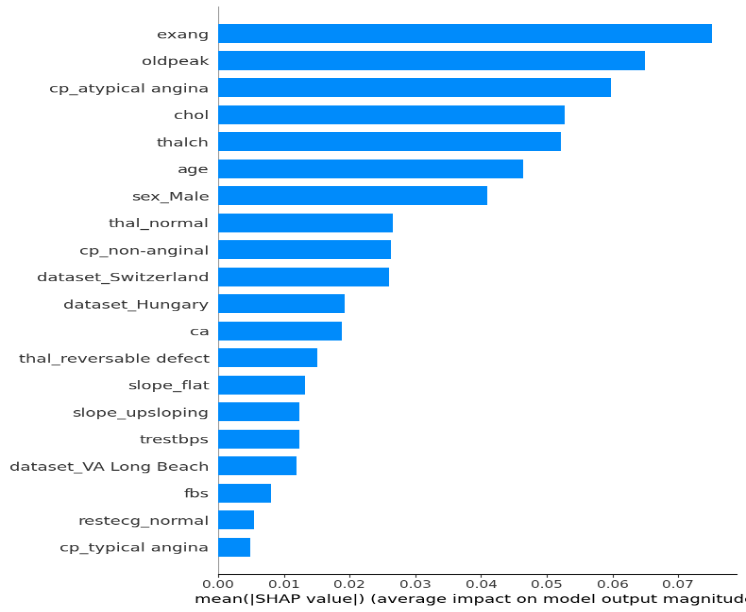 exang
oldpeak
cp_atypical angina
chol
thalch
age
sex_Male
thal_normal
cp_non-anginal
dataset_Switzerland
dataset_Hungary
ca
thal_reversable defect
slope_flat
slope_upsloping
trestbps
dataset_VA Long Beach
fbs
restecg_normal
cp_typical angina
0.00 0.01 0.02 0.03 0.04 0.05 0.06 0.07
mean(|SHAP value|) (average impact on model output magnitude